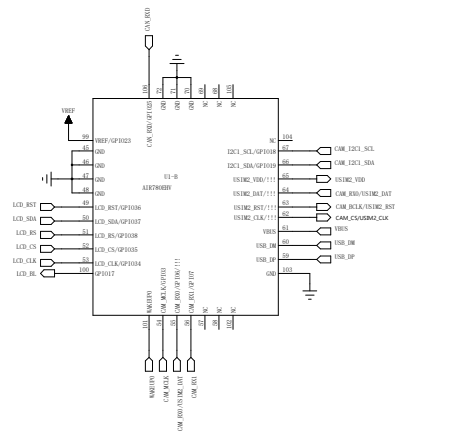 CAN_RXD
106 72 71 70 69 68 105
CAN_RXD/GPIO25 GND GND GND NC NC NC
VREF
99 VREF/GPIO23
45 GND
46 GND
47 GND
48 GND
LCD_RST 49 LCD_RST/GPIO36
LCD_SDA 50 LCD_SDA/GPIO37
LCD_RS 51 LCD_RS/GPIO38
LCD_CS 52 LCD_CS/GPIO35
LCD_CLK 53 LCD_CLK/GPIO34
LCD_BL 100 GPIO17
U1-B
AIR780EHV
NC 104
I2C1_SCL/GPIO18 67 CAM_I2C1_SCL
I2C1_SDA/GPIO19 66 CAM_I2C1_SDA
USIM2_VDD/!!! 65 USIM2_VDD
USIM2_DAT/!!! 64 CAM_RX0/USIM2_DAT
USIM2_RST/!!! 63 CAM_BCLK/USIM2_RST
USIM2_CLK/!!! 62 CAM_CS/USIM2_CLK
VBUS 61 VBUS
USB_DM 60 USB_DM
USB_DP 59 USB_DP
GND 103
WAKEUP0 CAM_MCLK/GPIO3 CAM_RX0/GPIO6/!!! CAM_RX1/GPIO7 NC NC NC
101 54 55 56 57 58 102
WAKEUP0 CAM_MCLK CAM_RX0/USIM2_DAT CAM_RX1